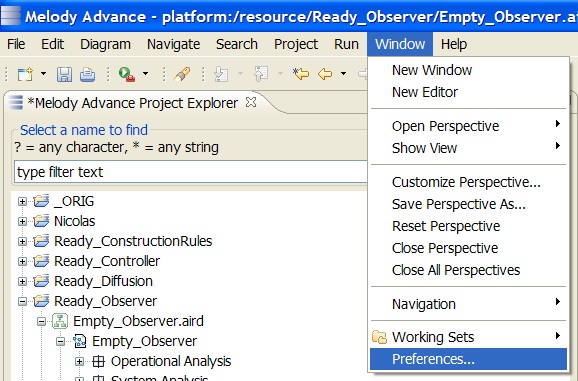 Melody Advance - platform:/resource/Ready_Observer/Empty_Observer.air
File Edit Diagram Navigate Search Project Run Window Help
*Melody Advance Project Explorer
Select a name to find
? = any character, * = any string
type filter text
_ORIG
Nicolas
Ready_ConstructionRules
Ready_Controller
Ready_Diffusion
Ready_Observer
Empty_Observer.aird
Empty_Observer
Operational Analysis
System Analysis
New Window
New Editor
Open Perspective
Show View
Customize Perspective...
Save Perspective As...
Reset Perspective
Close Perspective
Close All Perspectives
Navigation
Working Sets
Preferences...